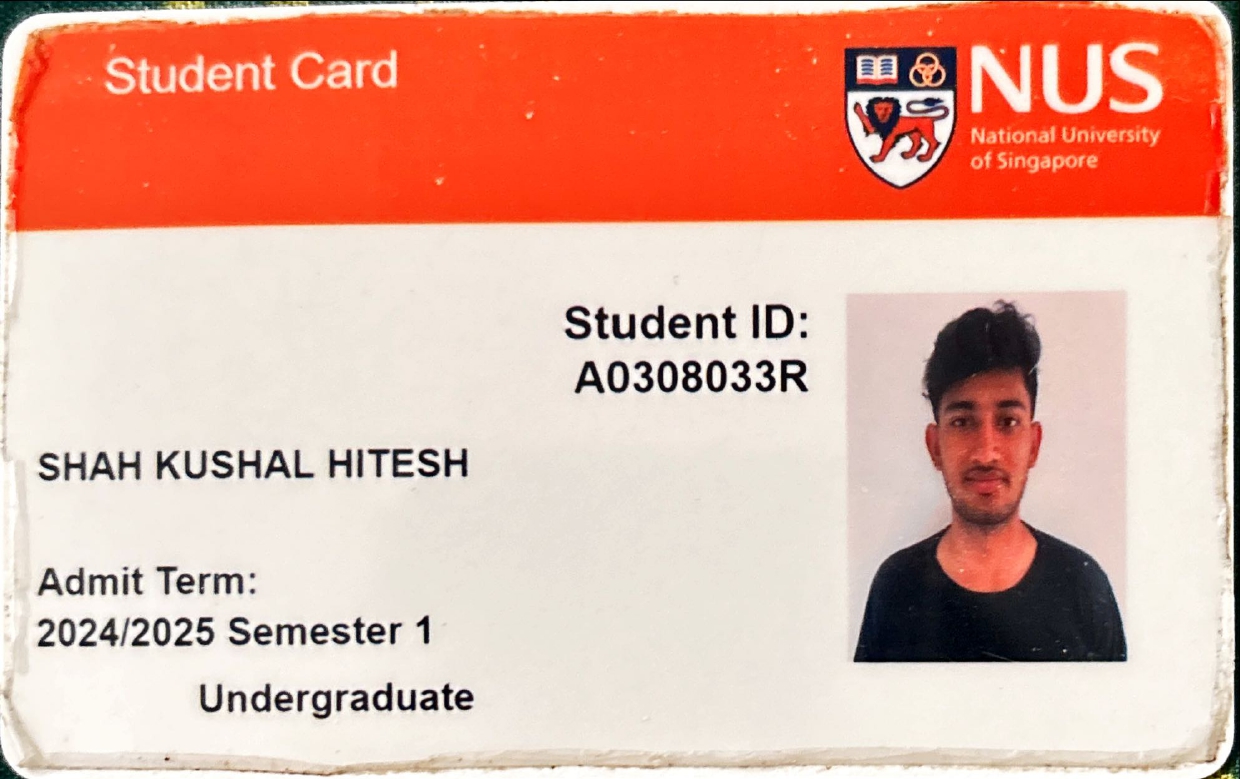 Student Card
NUS
National University
of Singapore
Student ID:
A0308033R
SHAH KUSHAL HITESH
Admit Term:
2024/2025 Semester 1
Undergraduate